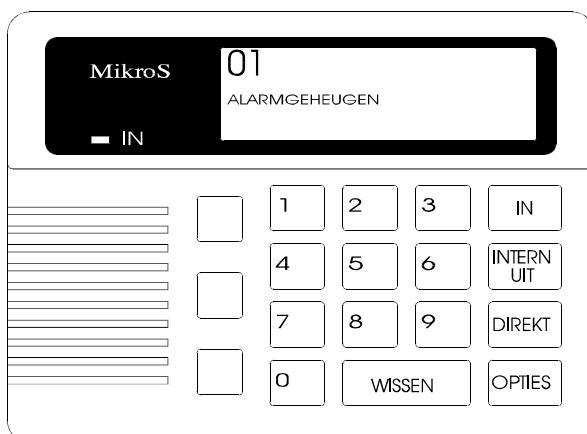 MikroS
01
ALARMGEHEUGEN
IN
1 2 3 IN
4 5 6 INTERN
UIT
7 8 9 DIREKT
0 WISSEN OPTIES